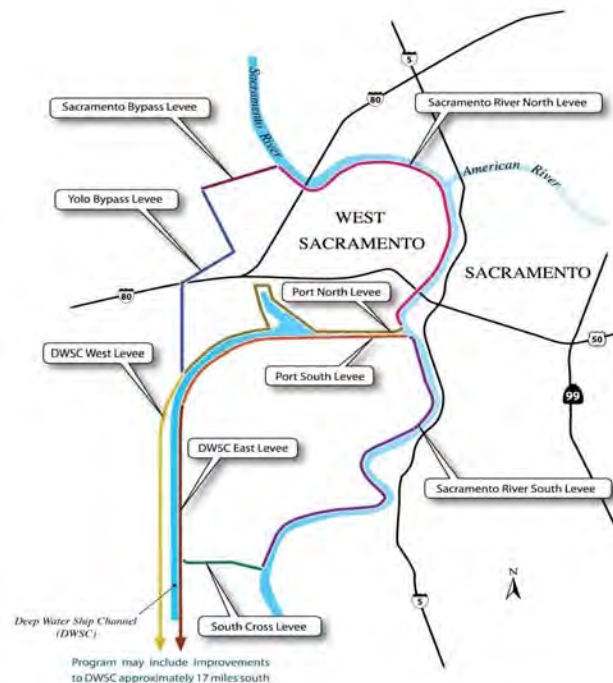 5
80
Sacramento River
Sacramento Bypass Levee
Sacramento River North Levee
American River
Yolo Bypass Levee
WEST
SACRAMENTO
SACRAMENTO
80
Port North Levee
50
DWSC West Levee
Port South Levee
99
DWSC East Levee
Sacramento River South Levee
N
Deep Water Ship Channel
(DWSC)
South Cross Levee
5
Program may include improvements
to DWSC approximately 17 miles south